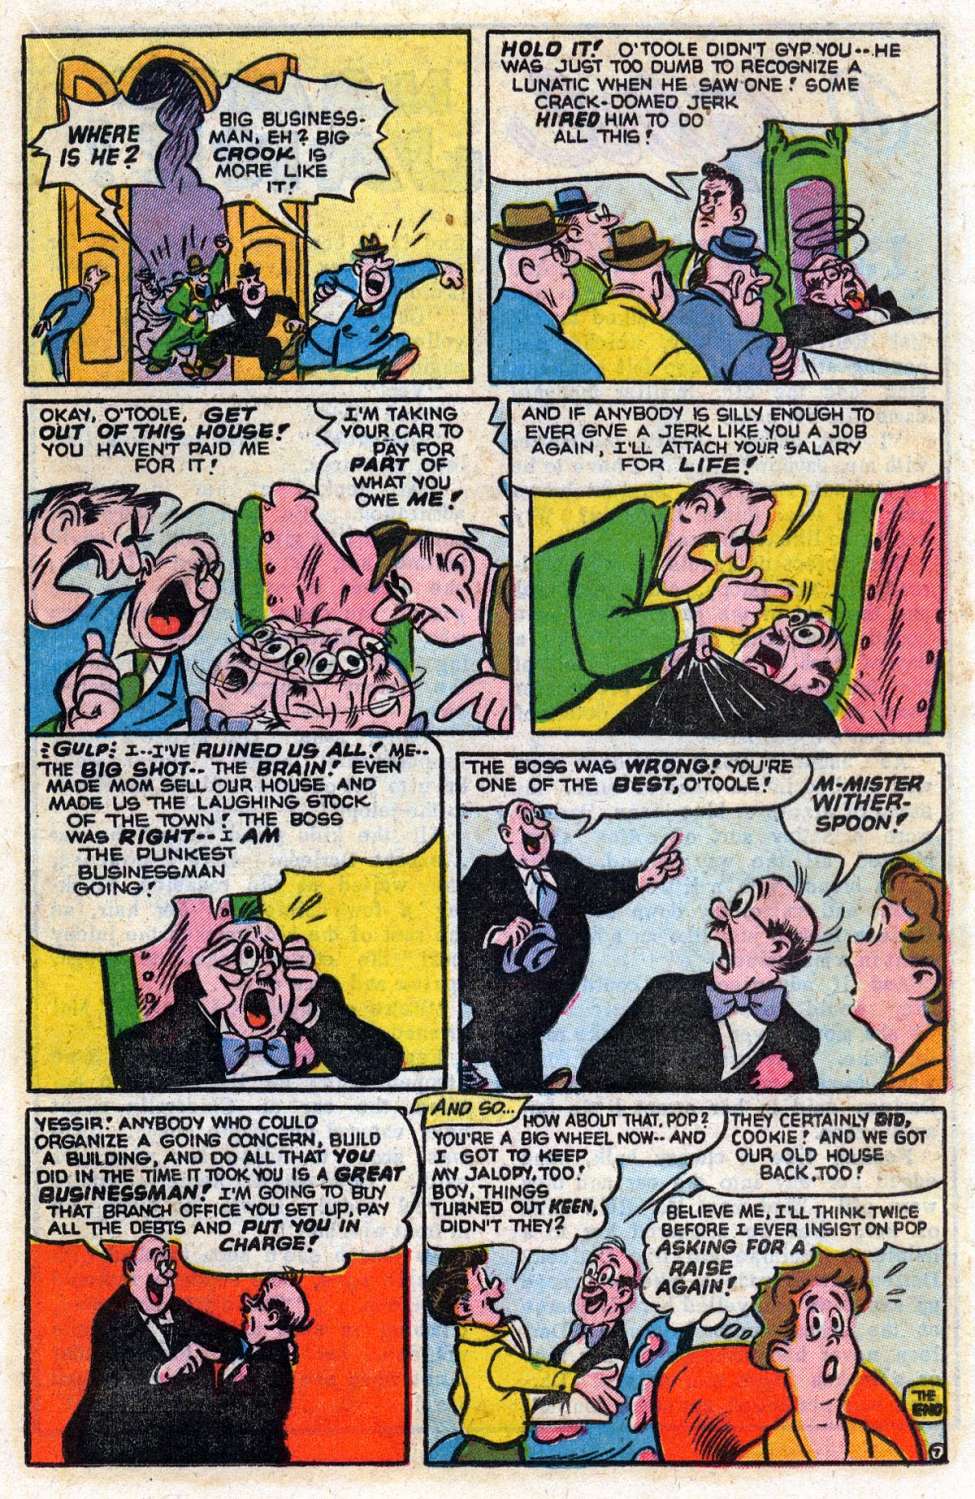 WHERE
IS HE?
BIG BUSINESS-
MAN, EH? BIG
CROOK IS
MORE LIKE
IT!
HOLD IT! O'TOOLE DIDN'T GYP YOU--HE
WAS JUST TOO DUMB TO RECOGNIZE A
LUNATIC WHEN HE SAW ONE! SOME
CRACK-DOMED JERK
HIRED HIM TO DO
ALL THIS!
OKAY, O'TOOLE, GET
OUT OF THIS HOUSE!
YOU HAVEN'T PAID ME
FOR IT!
I'M TAKING
YOUR CAR TO
PAY FOR
PART OF
WHAT YOU
OWE ME!
AND IF ANYBODY IS SILLY ENOUGH TO
EVER GIVE A JERK LIKE YOU A JOB
AGAIN, I'LL ATTACH YOUR SALARY
FOR LIFE!
:GULP: I--I'VE RUINED US ALL! ME--
THE BIG SHOT-- THE BRAIN! EVEN
MADE MOM SELL OUR HOUSE AND
MADE US THE LAUGHING STOCK
OF THE TOWN! THE BOSS
WAS RIGHT-- I AM
THE PUNKEST
BUSINESSMAN
GOING!
THE BOSS WAS WRONG! YOU'RE
ONE OF THE BEST, O'TOOLE!
M-MISTER
WITHER-
SPOON!
YESSIR! ANYBODY WHO COULD
ORGANIZE A GOING CONCERN, BUILD
A BUILDING, AND DO ALL THAT YOU
DID IN THE TIME IT TOOK YOU IS A GREAT
BUSINESSMAN! I'M GOING TO BUY
THAT BRANCH OFFICE YOU SET UP, PAY
ALL THE DEBTS AND PUT YOU IN
CHARGE!
AND SO...
HOW ABOUT THAT, POP?
YOU'RE A BIG WHEEL NOW-- AND
I GOT TO KEEP
MY JALOPY, TOO!
BOY, THINGS
TURNED OUT KEEN,
DIDN'T THEY?
THEY CERTAINLY DID,
COOKIE! AND WE GOT
OUR OLD HOUSE
BACK, TOO!
BELIEVE ME, I'LL THINK TWICE
BEFORE I EVER INSIST ON POP
ASKING FOR A
RAISE
AGAIN!
THE
END
7